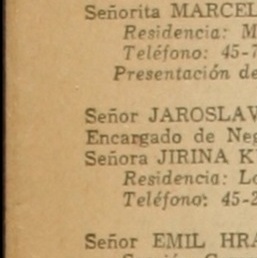 Señorita MARCEL
Residencia: M
Teléfono: 45-7
Presentación de
Señor JAROSLAV
Encargado de Neg
Señora JIRINA K
Residencia: Lo
Teléfono: 45-2
Señor EMIL HRA